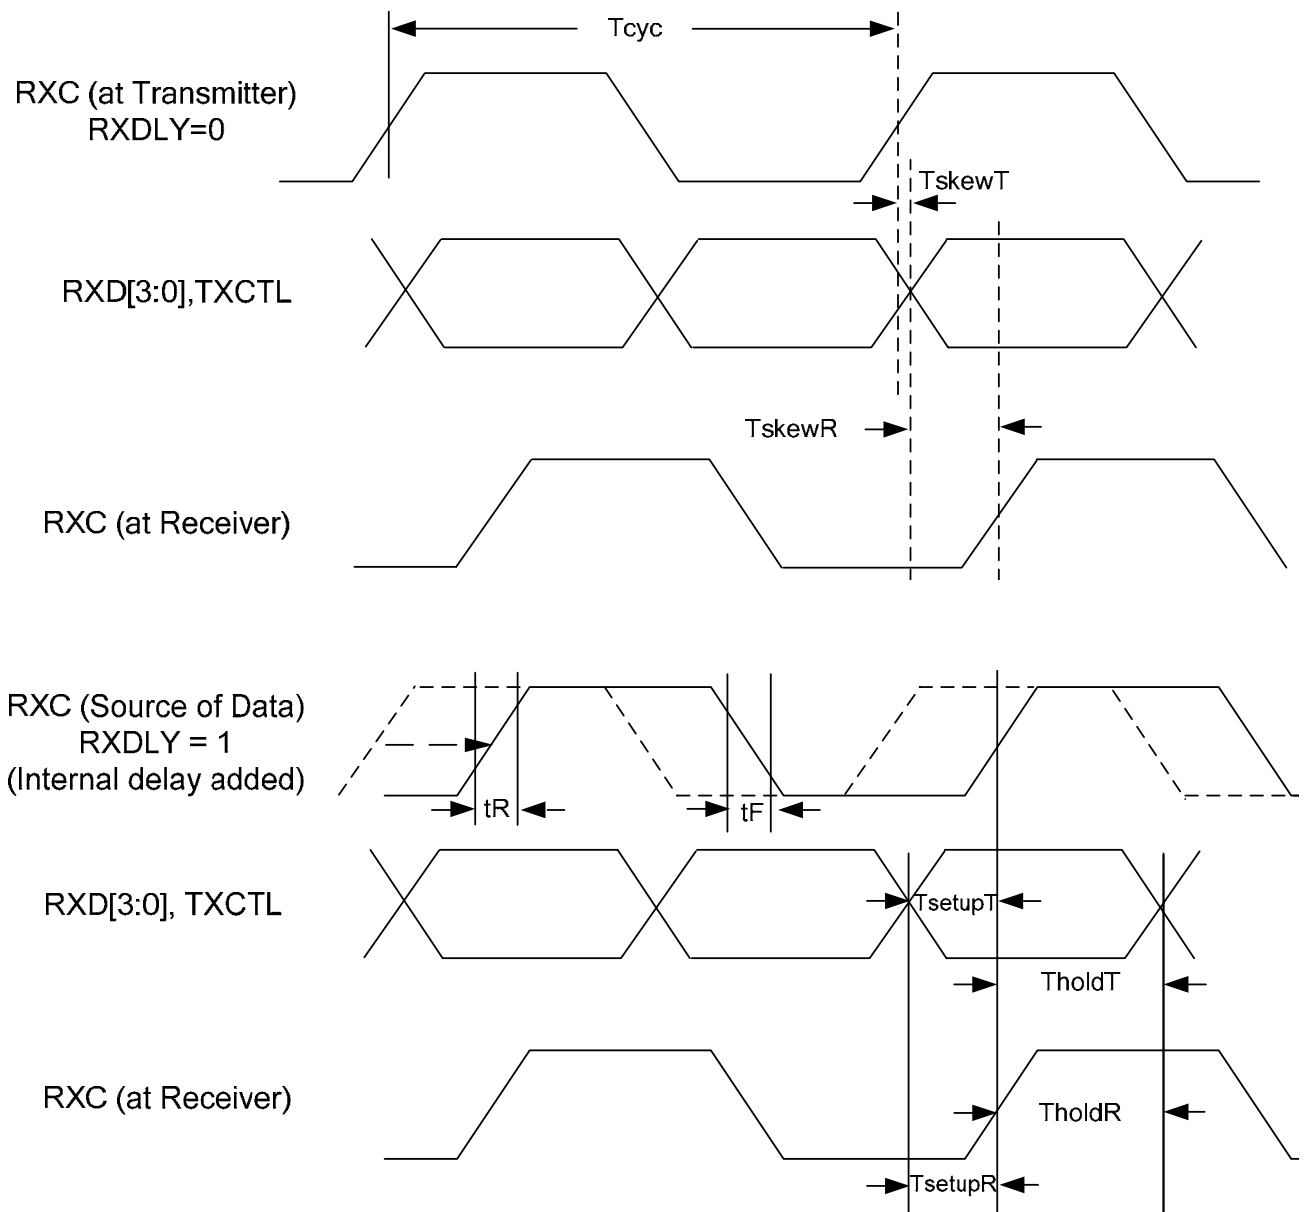 Tcyc
RXC (at Transmitter)
RXDLY=0
TskewT
RXD[3:0],TXCTL
TskewR
RXC (at Receiver)
RXC (Source of Data)
RXDLY = 1
(Internal delay added)
tR
tF
RXD[3:0], TXCTL
TsetupT
TholdT
RXC (at Receiver)
TholdR
TsetupR